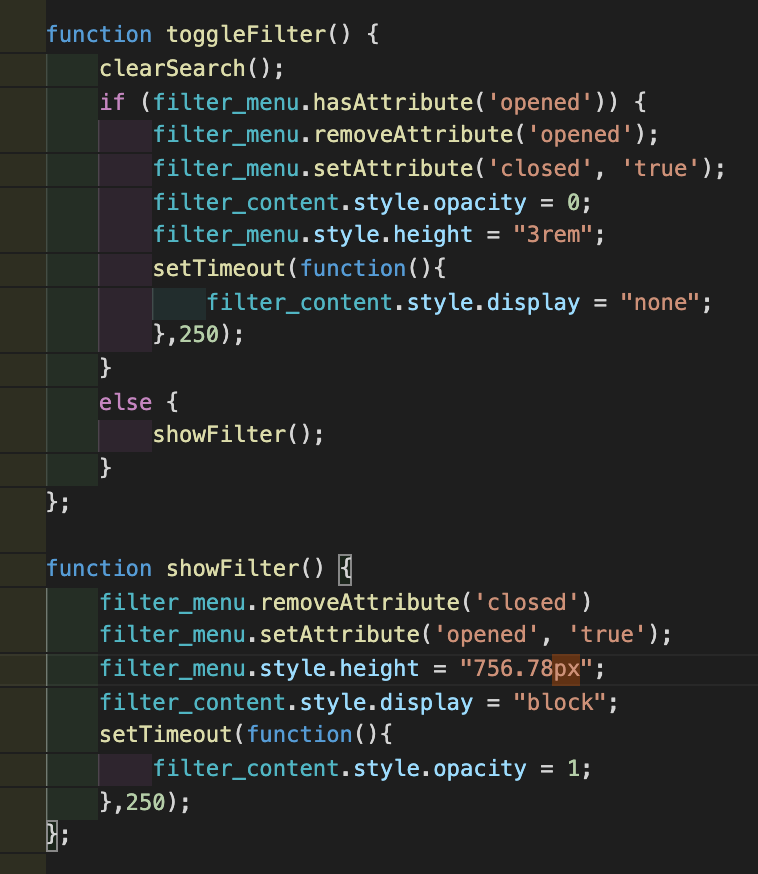 function toggleFilter() {
    clearSearch();
    if (filter_menu.hasAttribute('opened')) {
        filter_menu.removeAttribute('opened');
        filter_menu.setAttribute('closed', 'true');
        filter_content.style.opacity = 0;
        filter_menu.style.height = "3rem";
        setTimeout(function(){
            filter_content.style.display = "none";
        },250);
    }
    else {
        showFilter();
    }
};

function showFilter() {
    filter_menu.removeAttribute('closed')
    filter_menu.setAttribute('opened', 'true');
    filter_menu.style.height = "756.78px";
    filter_content.style.display = "block";
    setTimeout(function(){
        filter_content.style.opacity = 1;
    },250);
};